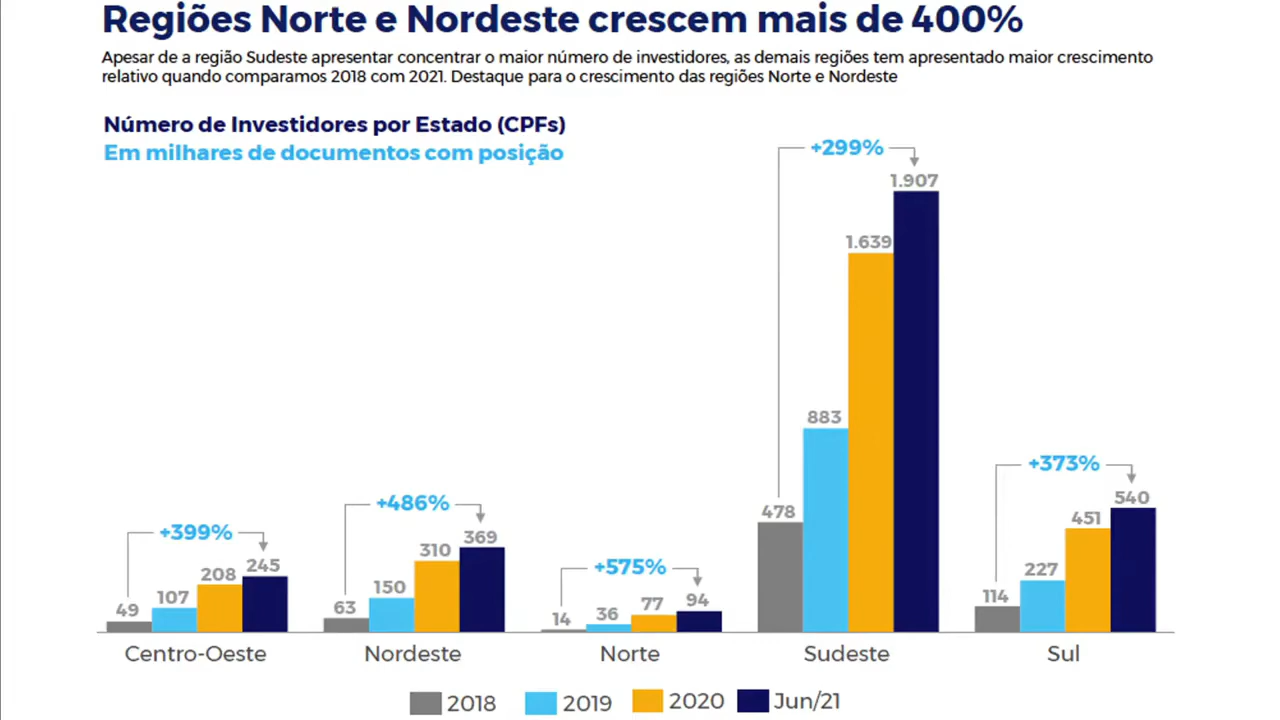 Regiões Norte e Nordeste crescem mais de 400%
Apesar de a região Sudeste apresentar concentrar o maior número de investidores, as demais regiões tem apresentado maior crescimento
relativo quando comparamos 2018 com 2021. Destaque para o crescimento das regiões Norte e Nordeste
Número de Investidores por Estado (CPFs)
Em milhares de documentos com posição
+399%
49
107
208
245
Centro-Oeste
+486%
63
150
310
369
Nordeste
+575%
14
36
77
94
Norte
+299%
478
883
1.639
1.907
Sudeste
+373%
114
227
451
540
Sul
2018
2019
2020
Jun/21